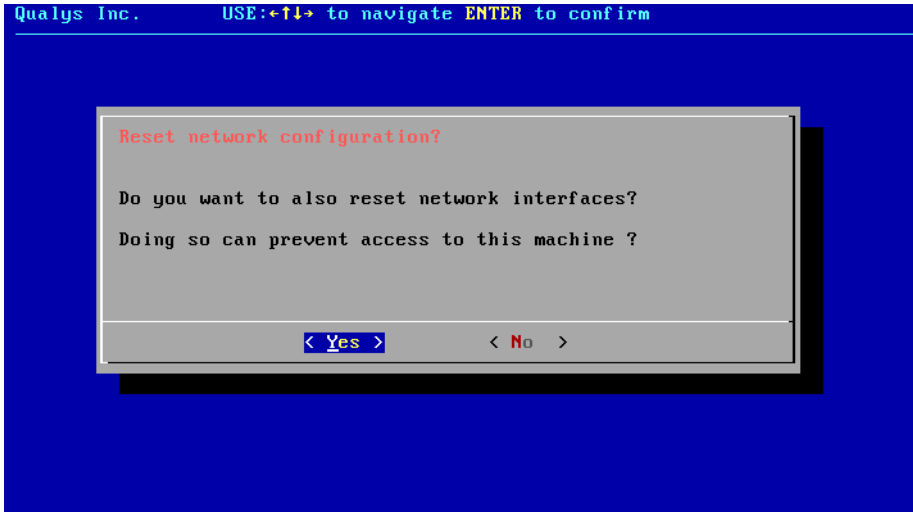 Qualys Inc. USE:←↑↓→ to navigate ENTER to confirm
Reset network configuration?
Do you want to also reset network interfaces?
Doing so can prevent access to this machine ?
< Yes > < No >